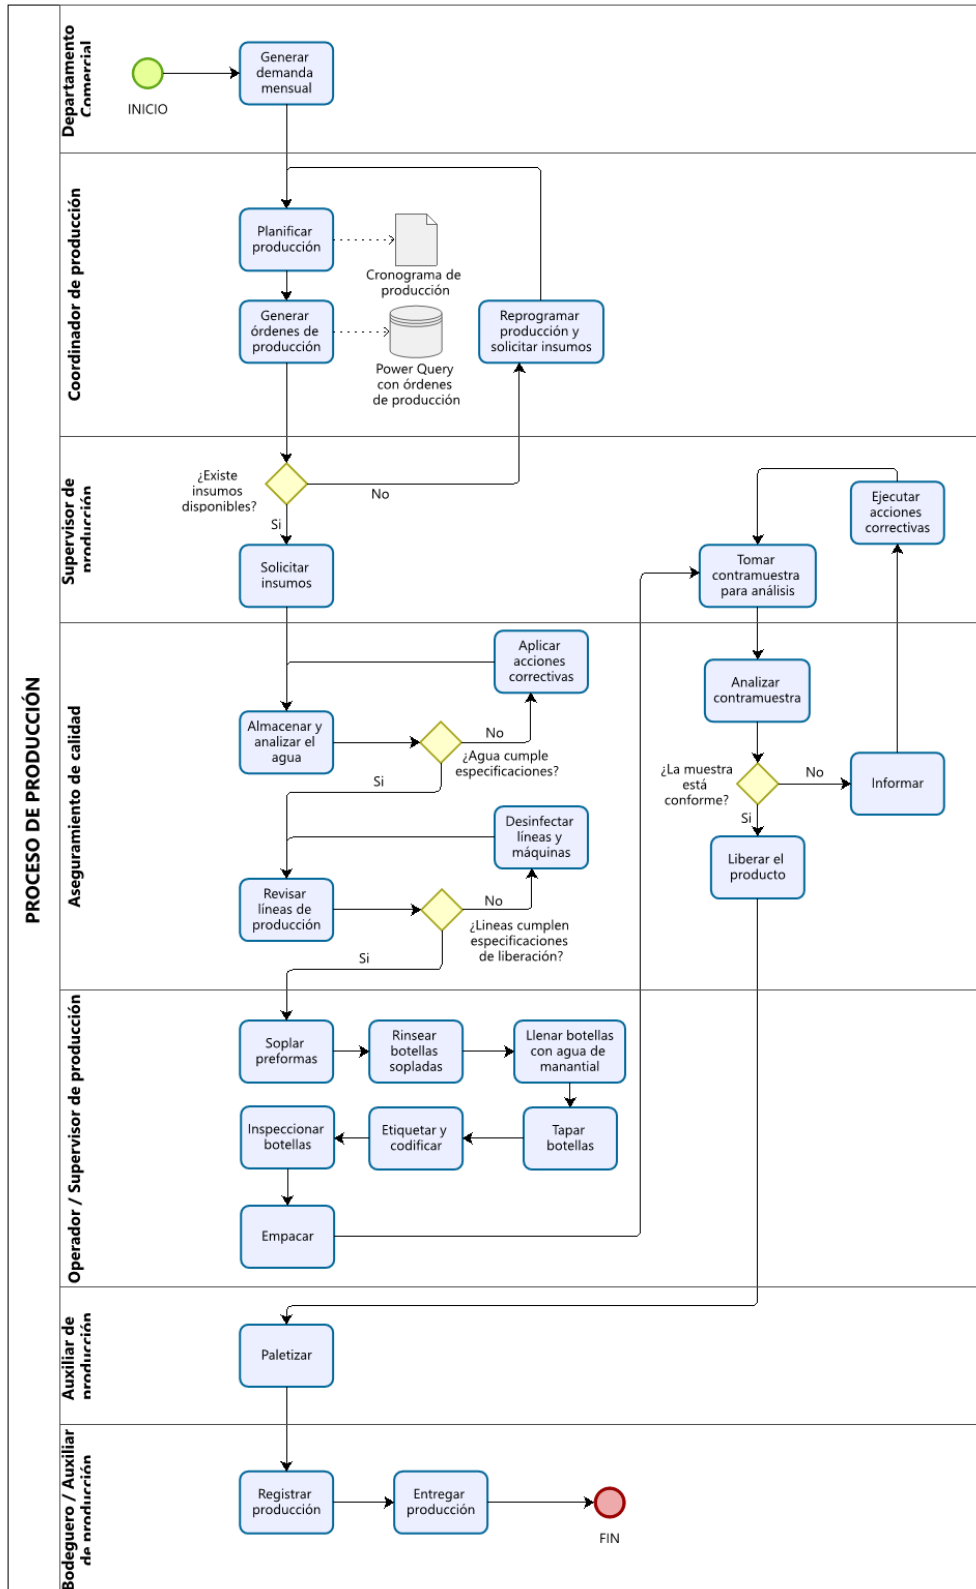 PROCESO DE PRODUCCIÓN
Departamento
Comercial
INICIO
Generar
demanda
mensual
Coordinador de producción
Planificar
producción
Cronograma de
producción
Generar
órdenes de
producción
Power Query
con órdenes
de producción
Reprogramar
producción y
solicitar insumos
Supervisor de
producción
¿Existe
insumos
disponibles?
No
Si
Solicitar
insumos
Ejecutar
acciones
correctivas
Tomar
contramuestra
para análisis
Aseguramiento de calidad
Aplicar
acciones
correctivas
Almacenar y
analizar el
agua
No
¿Agua cumple
especificaciones?
Si
Desinfectar
líneas y
máquinas
Revisar
líneas de
producción
No
¿Lineas cumplen
especificaciones
de liberación?
Si
Analizar
contramuestra
¿La muestra
está
conforme?
No
Informar
Si
Liberar el
producto
Operador / Supervisor de producción
Soplar
preformas
Rinsear
botellas
sopladas
Llenar botellas
con agua de
manantial
Tapar
botellas
Etiquetar y
codificar
Inspeccionar
botellas
Empacar
Auxiliar de
producción
Paletizar
Bodeguero / Auxiliar
de producción
Registrar
producción
Entregar
producción
FIN